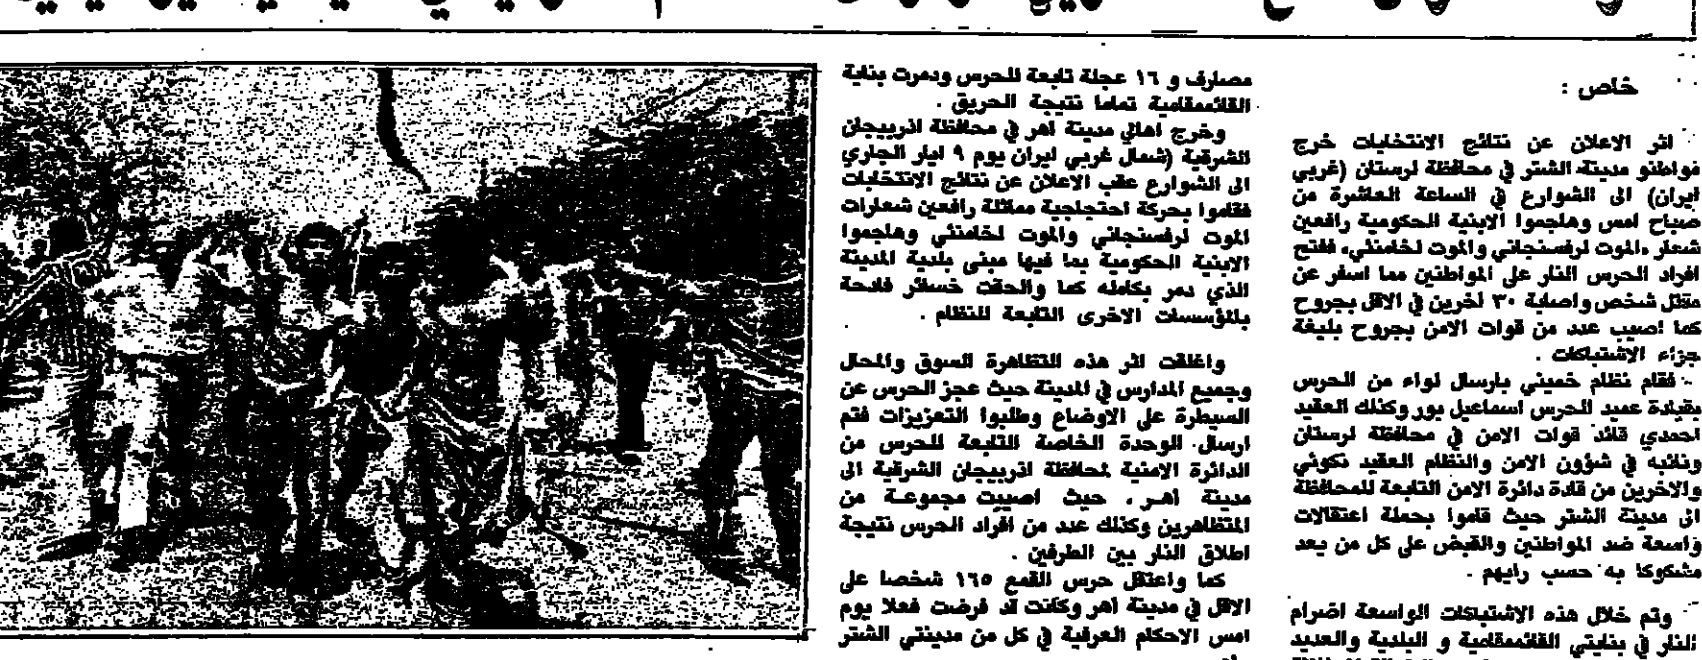 خاص :
اثر الاعلان عن نتائج الانتخابات خرج
مواطنو مدينة الشتر في محافظة لرستان (غربي
ايران) الى الشوارع في الساعة العاشرة من
صباح امس وهاجموا الابنية الحكومية رافعين
شعار «الموت لرفسنجاني والموت لخامنئي» ففتح
افراد الحرس النار على المواطنين مما اسفر عن
مقتل شخص واصابة ٣٠ آخرين في الاقل بجروح
كما اصيب عدد من قوات الامن بجروح بليغة
جراء الاشتباكات .
فقام نظام خميني بارسال لواء من الحرس
بقيادة عميد الحرس اسماعيل پور وكذلك العقيد
احمدي قائد قوات الامن في محافظة لرستان
ونائبه في شؤون الامن والنظام العقيد نكوئي
والاخرين من قادة دائرة الامن التابعة للمحافظة
الى مدينة الشتر حيث قاموا بحملة اعتقالات
واسعة ضد المواطنين والقبض على كل من يعد
مشكوكا به حسب رايهم .
وتم خلال هذه الاشتباكات الواسعة اضرام
النار في بنايتي القائممقامية و البلدية والعديد
مصارف و ١٦ عجلة تابعة للحرس ودمرت بناية
القائممقامية تماما نتيجة الحريق .
وخرج اهالي مدينة اهر في محافظة اذربيجان
الشرقية (شمال غربي ايران يوم ٩ ايار الجاري
الى الشوارع عقب الاعلان عن نتائج الانتخابات
فقاموا بحركة احتجاجية مماثلة رافعين شعارات
الموت لرفسنجاني والموت لخامنئي وهاجموا
الابنية الحكومية بما فيها مبنى بلدية المدينة
الذي دمر بكامله كما والحقت خسائر فادحة
بالمؤسسات الاخرى التابعة للنظام .
واغلقت اثر هذه التظاهرة السوق والمحال
وجميع المدارس في المدينة حيث عجز الحرس عن
السيطرة على الاوضاع وطلبوا التعزيزات فتم
ارسال الوحدة الخاصة التابعة للحرس من
الدائرة الامنية لمحافظة اذربيجان الشرقية الى
مدينة اهر ، حيث اصيبت مجموعة من
المتظاهرين وكذلك عدد من افراد الحرس نتيجة
اطلاق النار بين الطرفين .
كما واعتقل حرس القمع ١٦٥ شخصا على
الاقل في مدينة اهر وكانت قد فرضت فعلا يوم
امس الاحكام العرفية في كل من مدينتي الشتر